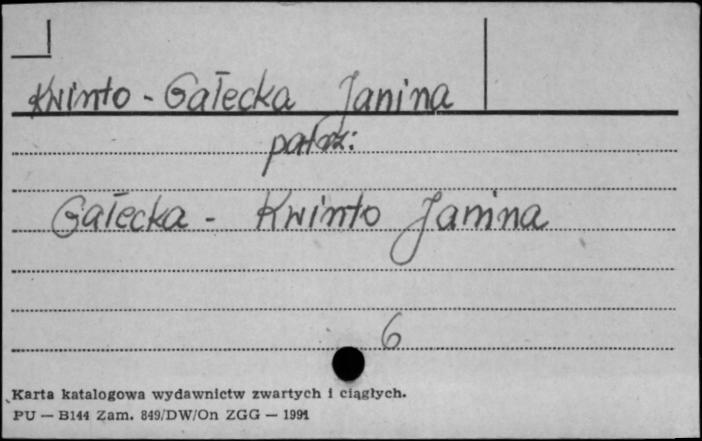 Kwinto - Gałecka Janina
patrz:
Gałecka - Kwinto Janina
6
Karta katalogowa wydawnictw zwartych i ciągłych.
PU — B144 Zam. 849/DW/On ZGG — 1991